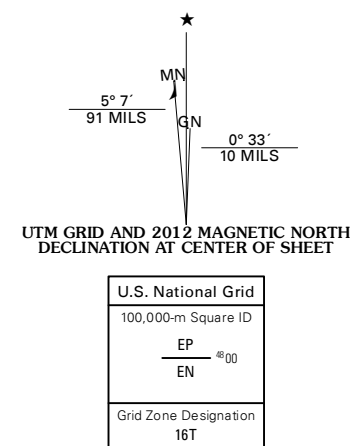 ★
MN
GN
5° 7´
91 MILS
0° 33´
10 MILS
UTM GRID AND 2012 MAGNETIC NORTH
DECLINATION AT CENTER OF SHEET
U.S. National Grid
100,000-m Square ID
EP
⁴⁸00
EN
Grid Zone Designation
16T